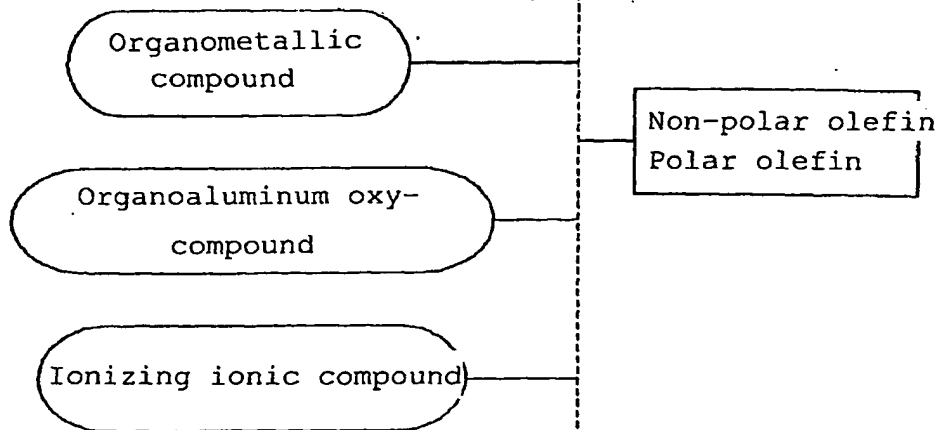 Organometallic
compound
Non-polar olefin
Polar olefin
Organoaluminum oxy-
compound
Ionizing ionic compound